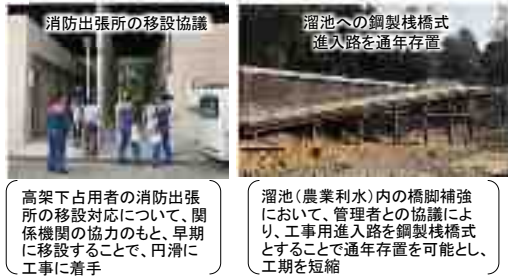 消防出張所の移設協議
溜池への鋼製桟橋式
進入路を通年存置
高架下占用者の消防出張
所の移設対応について、関
係機関の協力のもと、早期
に移設することで、円滑に
工事に着手
溜池（農業利水）内の橋脚補強
において、管理者との協議によ
り、工事用進入路を鋼製桟橋式
とすることで通年存置を可能とし、
工期を短縮